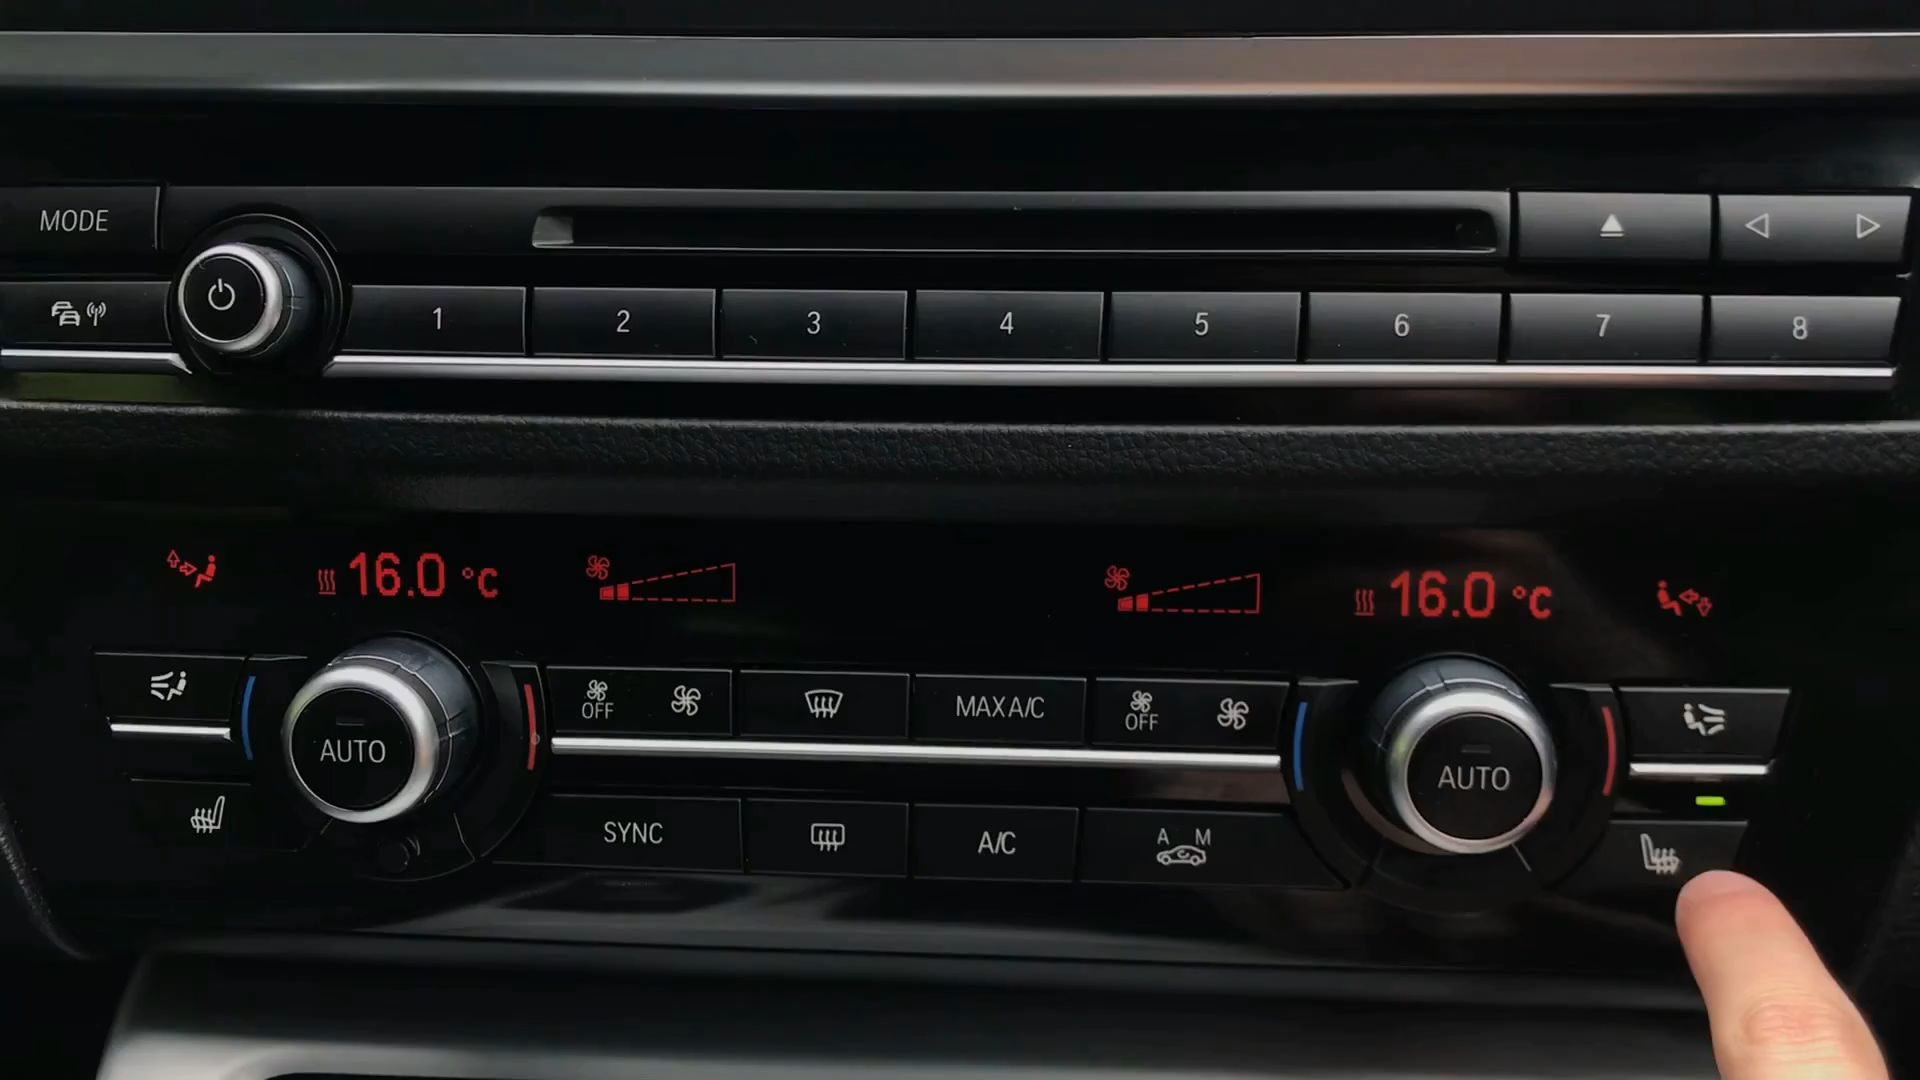 MODE
1 2 3 4 5 6 7 8
16.0 °C
16.0 °C
OFF
MAX A/C
OFF
AUTO
AUTO
SYNC
A/C
A M